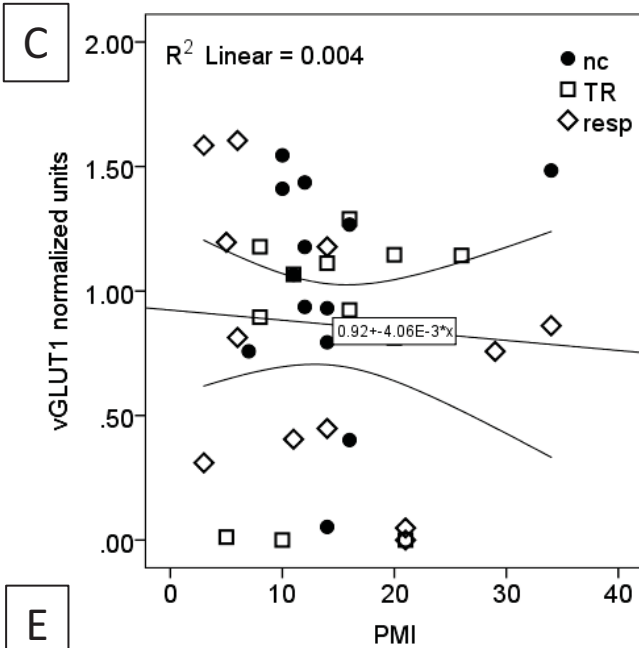 C
2.00
R² Linear = 0.004
nc
TR
resp
1.50
1.00
.50
.00
vGLUT1 normalized units
0.92+-4.06E-3*x
0 10 20 30 40
PMI
E